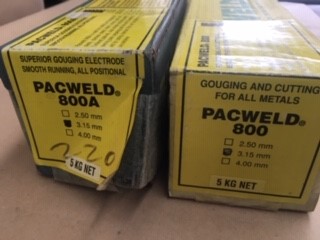 SUPERIOR GOUGING ELECTRODE
SMOOTH RUNNING, ALL POSITIONAL
PACWELD®
800A
2.50 mm
3.15 mm
4.00 mm
220
5 KG NET
GOUGING AND CUTTING
FOR ALL METALS
PACWELD®
800
2.50 mm
3.15 mm
4.00 mm
5 KG NET